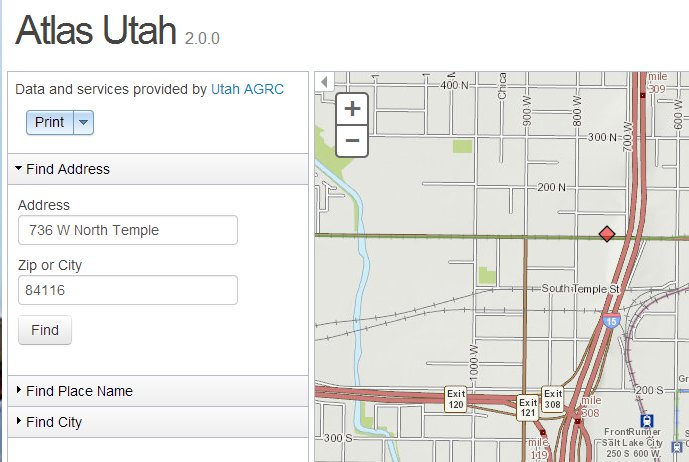 Atlas Utah 2.0.0
Data and services provided by Utah AGRC
Print
Find Address
Address
736 W North Temple
Zip or City
84116
Find
Find Place Name
Find City
+
−
400 N
Chica
900 W
800 W
mile
309
700 W
600 W
300 N
200 N
South Temple St
15
1000 W
Exit
120
Exit
121
Exit
308
mile
308
200 S
300 S
mile
119
FrontRunner
Salt Lake City
250 S 600 W
Gr